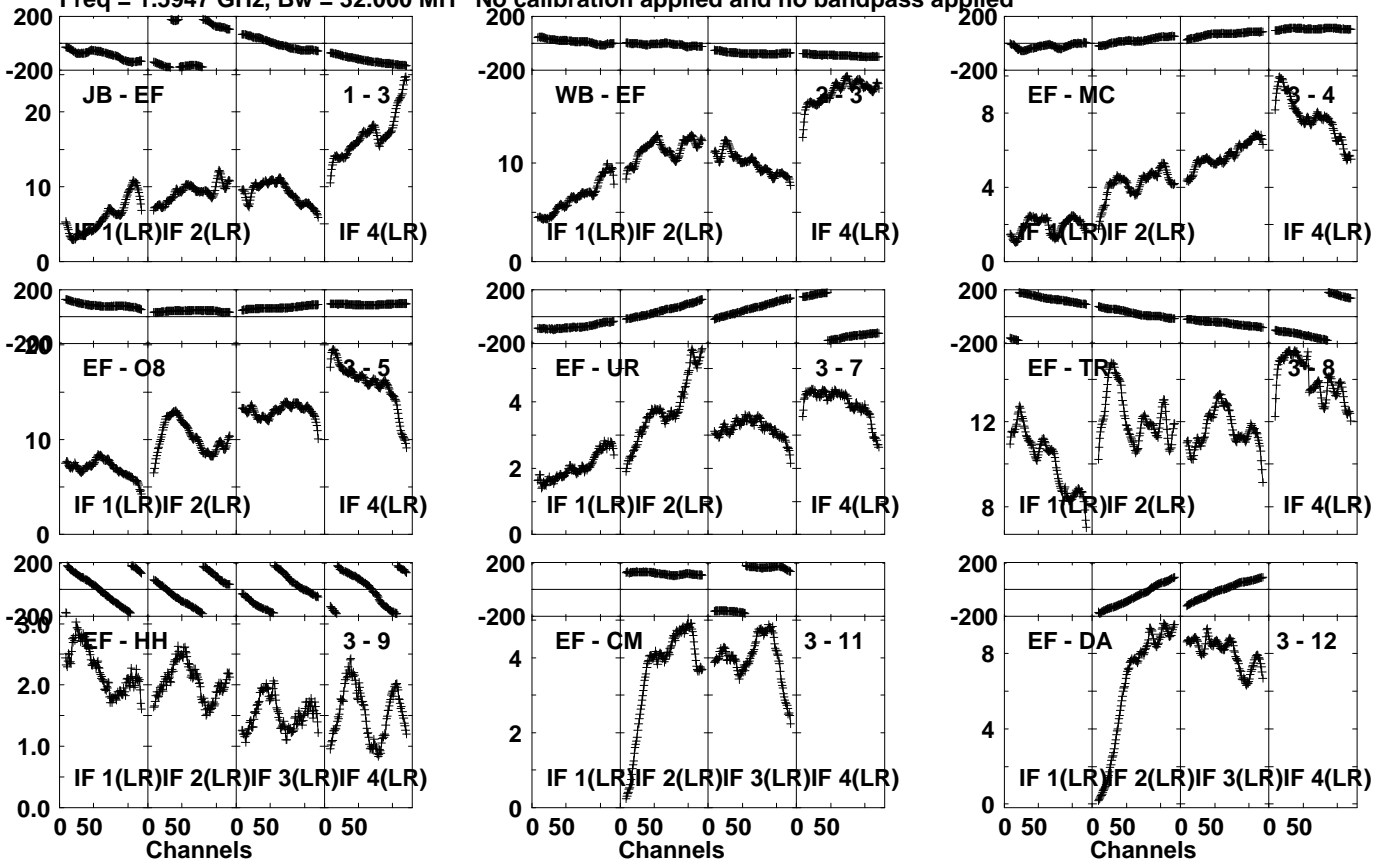 Freq = 1.5947 GHz, Bw = 32.000 MH No calibration applied and no bandpass applied
200
-200
JB - EF 1 - 3
20
10
0
IF 1(LR) IF 2(LR) IF 4(LR)
WB - EF 2 - 3
10
0
IF 1(LR) IF 2(LR) IF 4(LR)
200
-200
EF - MC 3 - 4
8
4
0
IF 1(LR) IF 2(LR) IF 4(LR)
200
-200
20
EF - O8 3 - 5
10
0
IF 1(LR) IF 2(LR) IF 4(LR)
200
-200
EF - UR 3 - 7
4
2
0
IF 1(LR) IF 2(LR) IF 4(LR)
200
-200
EF - TR 3 - 8
12
8
IF 1(LR) IF 2(LR) IF 4(LR)
200
-200
3.0
EF - HH 3 - 9
2.0
1.0
0.0
IF 1(LR) IF 2(LR) IF 3(LR) IF 4(LR)
0 50 0 50 0 50 0 50
Channels
200
-200
EF - CM 3 - 11
4
2
0
IF 1(LR) IF 2(LR) IF 3(LR) IF 4(LR)
0 50 0 50 0 50 0 50
Channels
200
-200
EF - DA 3 - 12
8
4
0
IF 1(LR) IF 2(LR) IF 3(LR) IF 4(LR)
0 50 0 50 0 50 0 50
Channels